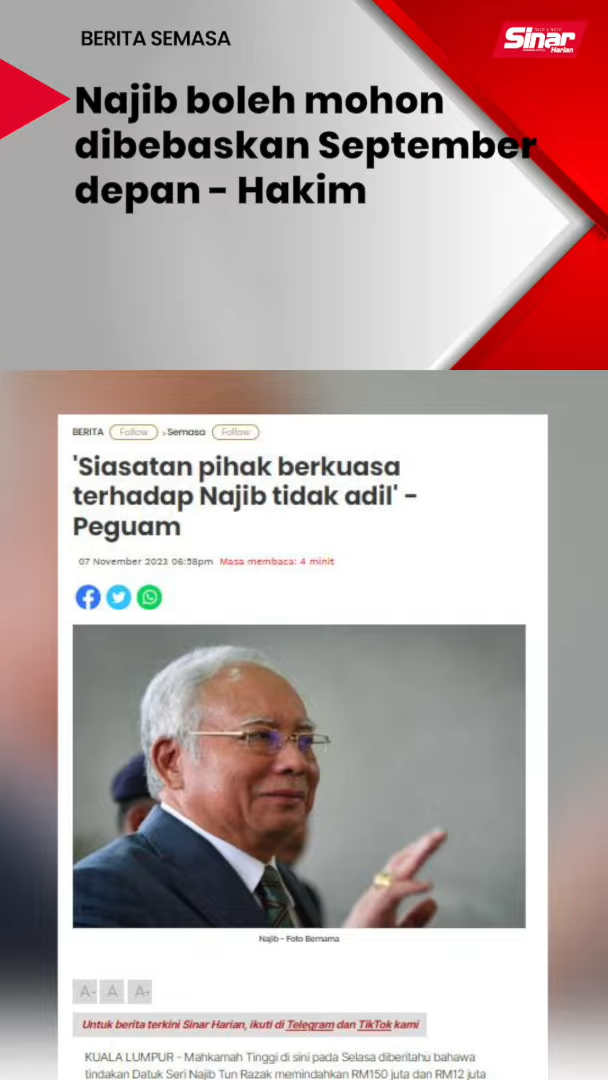 BERITA SEMASA
Sinar
Harian
Najib boleh mohon
dibebaskan September
depan - Hakim
BERITA Follow > Semasa Follow
'Siasatan pihak berkuasa
terhadap Najib tidak adil' -
Peguam
07 November 2023 06:58pm Masa membaca: 4 minit
Najib - Foto Bernama
A- A A+
Untuk berita terkini Sinar Harian, ikuti di Telegram dan TikTok kami
KUALA LUMPUR - Mahkamah Tinggi di sini pada Selasa diberitahu bahawa
tindakan Datuk Seri Najib Tun Razak memindahkan RM150 juta dan RM12 juta